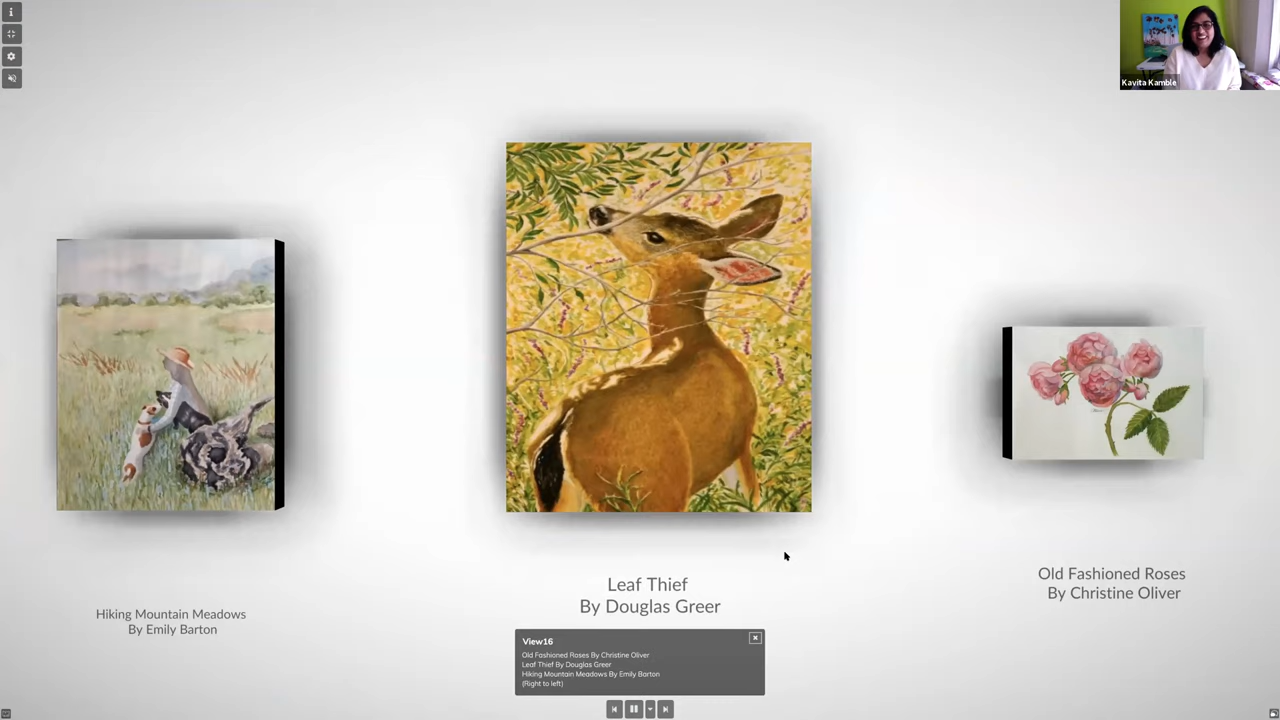 Kavita Kamble
Hiking Mountain Meadows
By Emily Barton
Leaf Thief
By Douglas Greer
Old Fashioned Roses
By Christine Oliver
View16
Old Fashioned Roses By Christine Oliver
Leaf Thief By Douglas Greer
Hiking Mountain Meadows By Emily Barton
(Right to left)